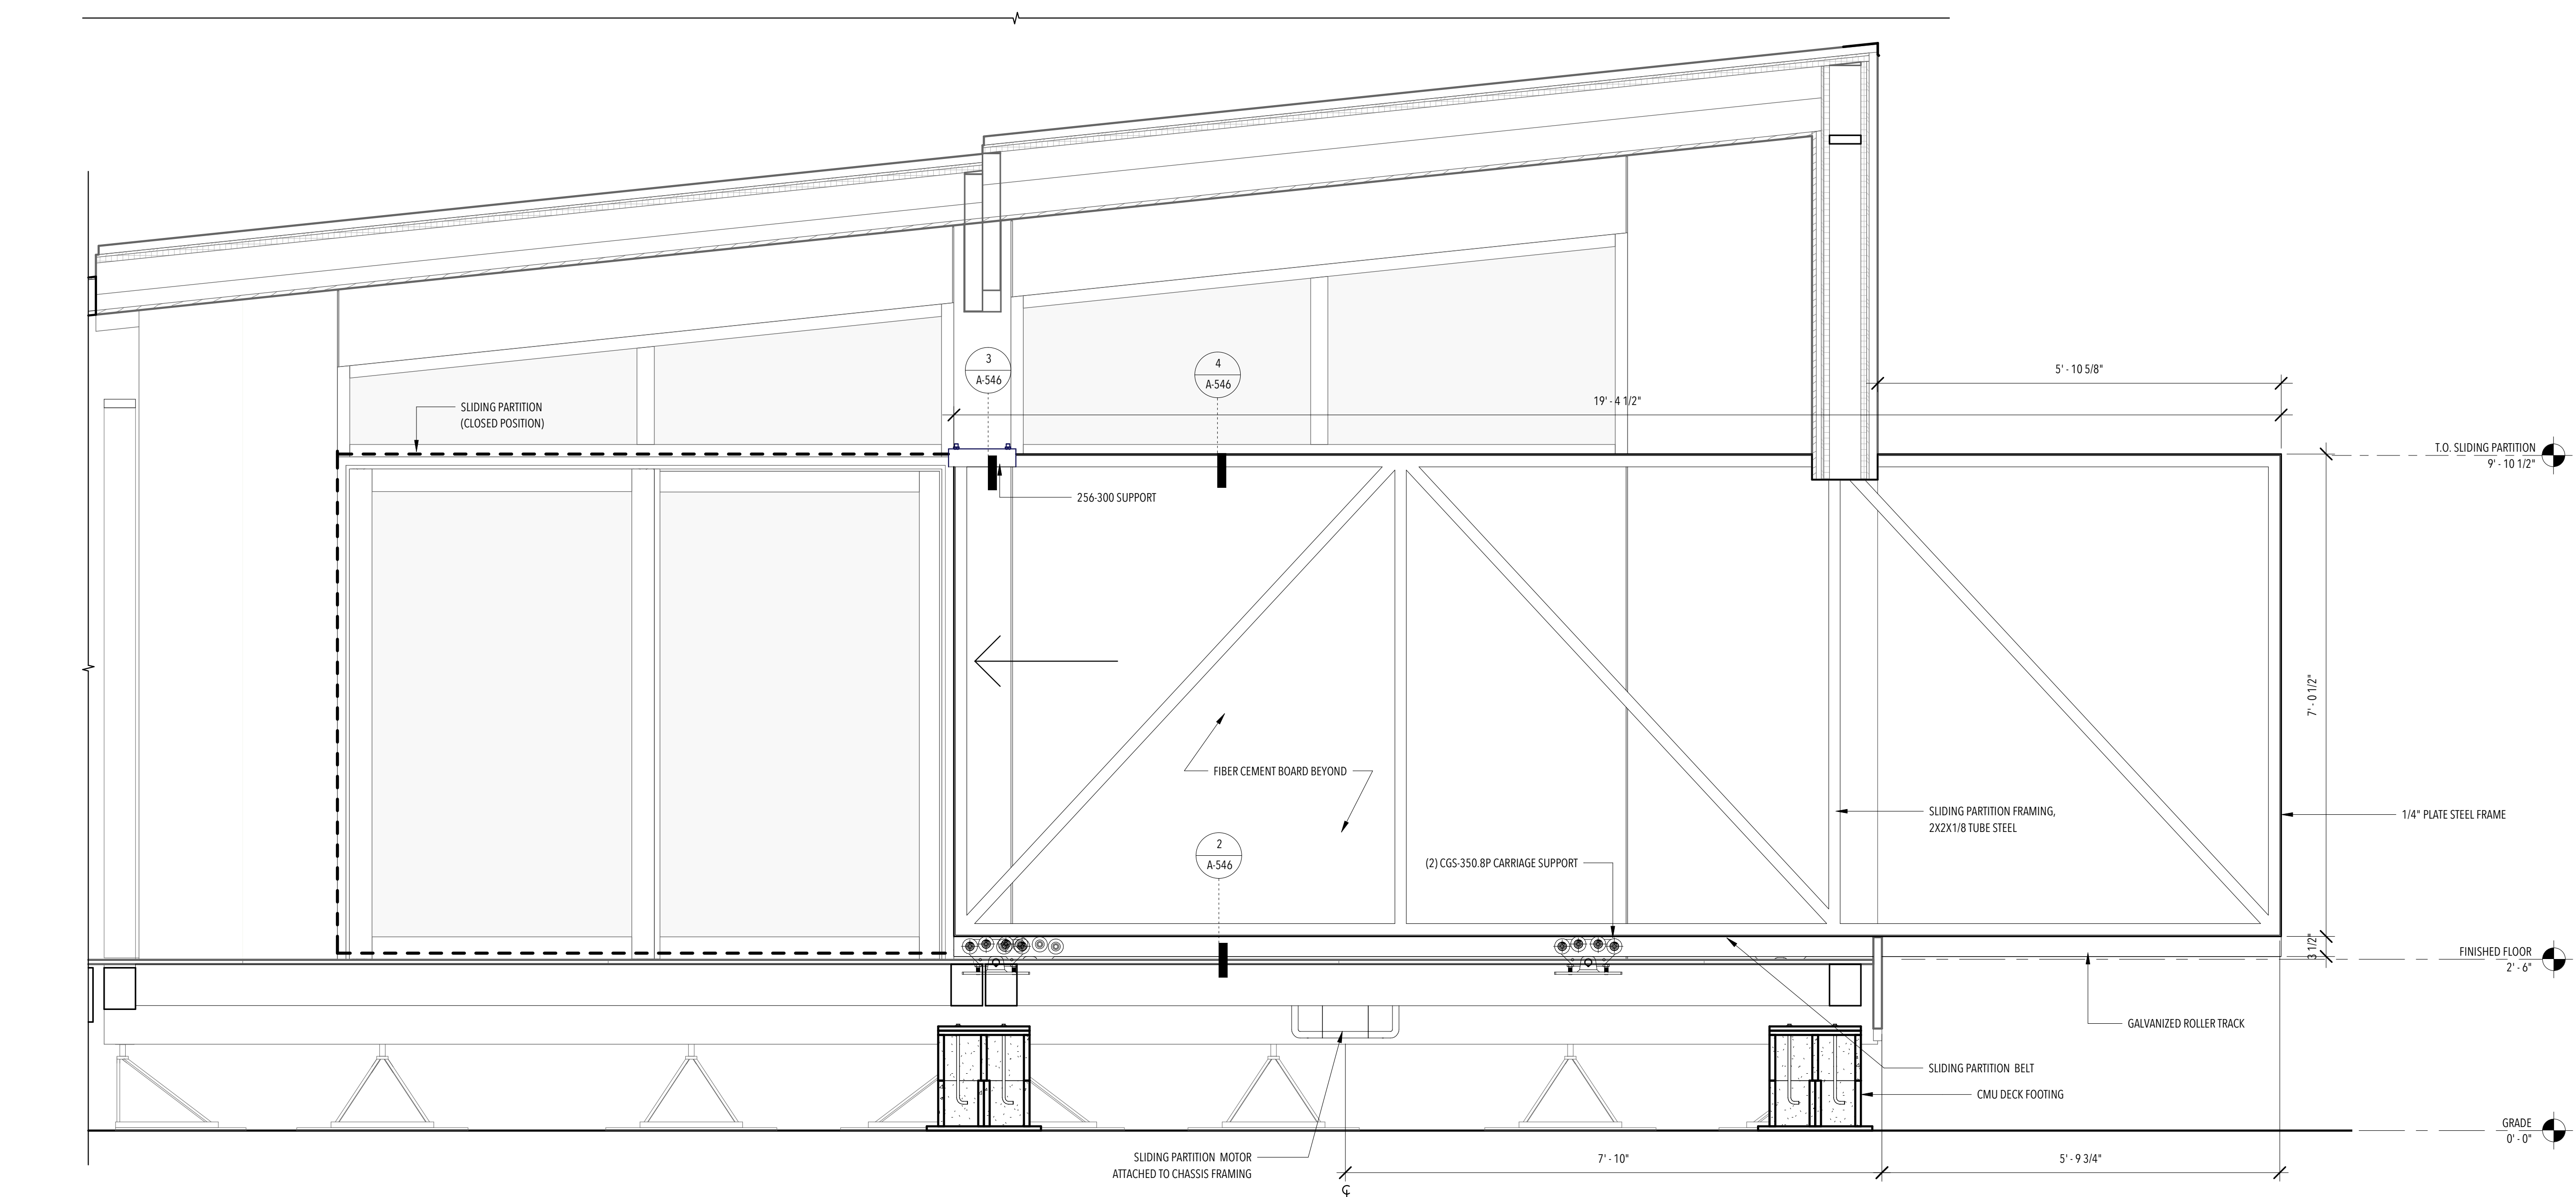 3
A-546
4
A-546
5' - 10 5/8"
19' - 4 1/2"
SLIDING PARTITION
(CLOSED POSITION)
T.O. SLIDING PARTITION
9' - 10 1/2"
256-300 SUPPORT
7' - 0 1/2"
FIBER CEMENT BOARD BEYOND
SLIDING PARTITION FRAMING,
2X2X1/8 TUBE STEEL
1/4" PLATE STEEL FRAME
2
A-546
(2) CGS-350.8P CARRIAGE SUPPORT
3 1/2"
FINISHED FLOOR
2' - 6"
GALVANIZED ROLLER TRACK
SLIDING PARTITION BELT
CMU DECK FOOTING
GRADE
0' - 0"
SLIDING PARTITION MOTOR
ATTACHED TO CHASSIS FRAMING
7' - 10"
5' - 9 3/4"
℄